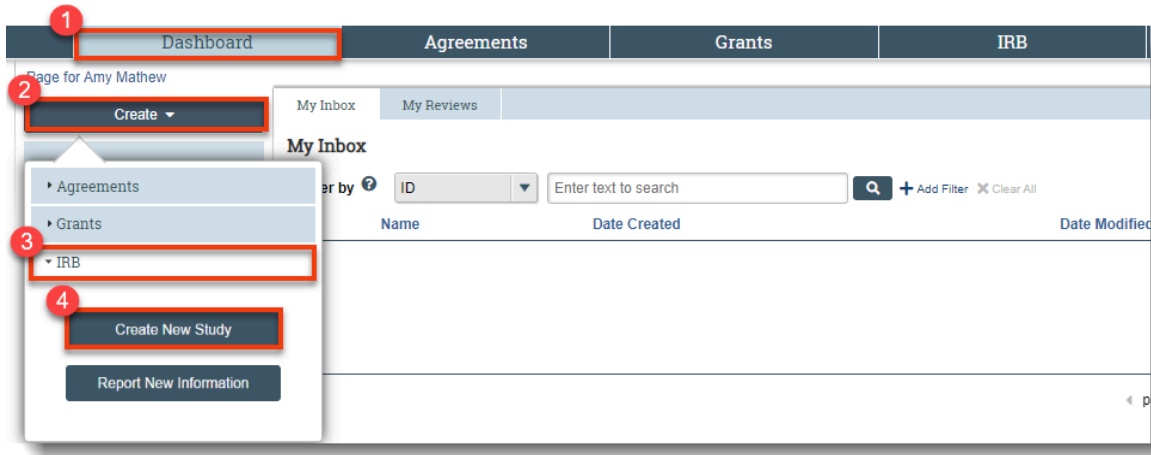 1
Dashboard Agreements Grants IRB
Page for Amy Mathew
2
Create
My Inbox My Reviews
My Inbox
Agreements
er by ? ID Enter text to search Add Filter Clear All
Grants
Name Date Created Date Modified
3
IRB
4
Create New Study
Report New Information
p